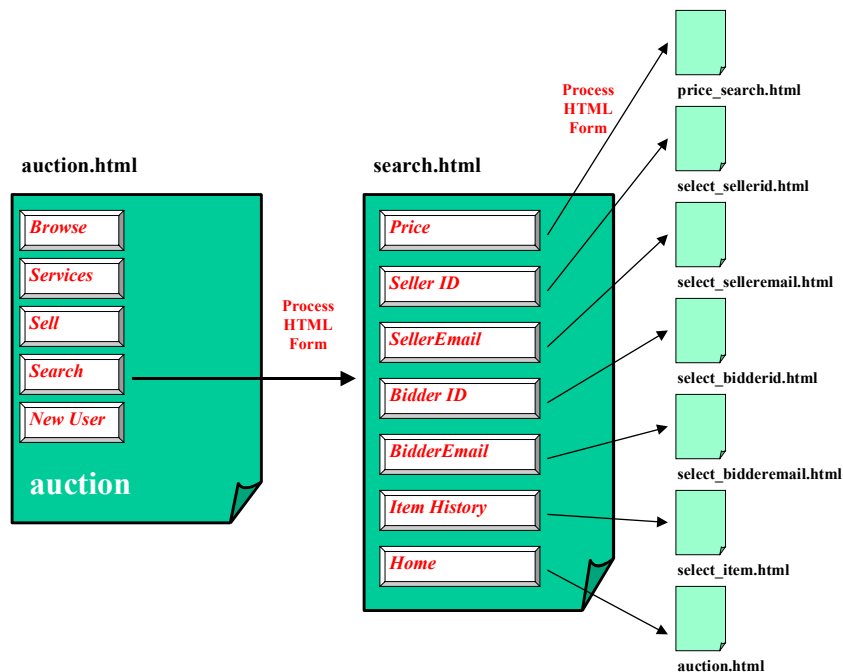 auction.html
Browse
Services
Sell
Search
New User
auction
Process
HTML
Form
search.html
Price
Seller ID
SellerEmail
Bidder ID
BidderEmail
Item History
Home
Process
HTML
Form
price_search.html
select_sellerid.html
select_selleremail.html
select_bidderid.html
select_bidderemail.html
select_item.html
auction.html